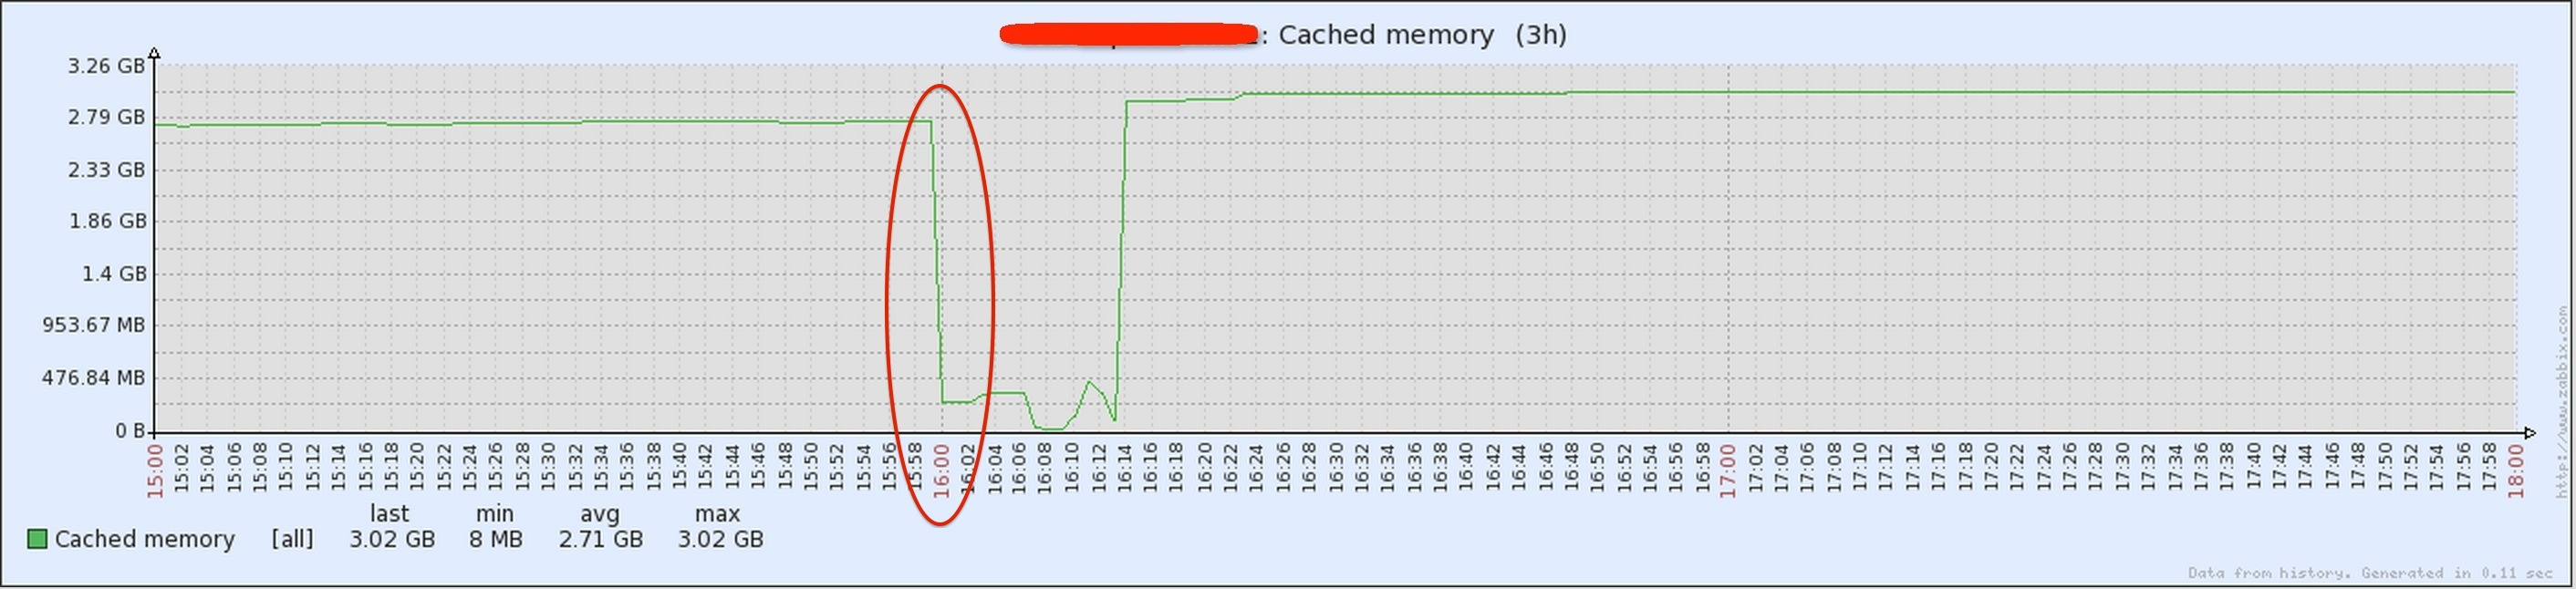 : Cached memory (3h)
3.26 GB
2.79 GB
2.33 GB
1.86 GB
1.4 GB
953.67 MB
476.84 MB
0 B
15:00 15:02 15:04 15:06 15:08 15:10 15:12 15:14 15:16 15:18 15:20 15:22 15:24 15:26 15:28 15:30 15:32 15:34 15:36 15:38 15:40 15:42 15:44 15:46 15:48 15:50 15:52 15:54 15:56 15:58 16:00 16:02 16:04 16:06 16:08 16:10 16:12 16:14 16:16 16:18 16:20 16:22 16:24 16:26 16:28 16:30 16:32 16:34 16:36 16:38 16:40 16:42 16:44 16:46 16:48 16:50 16:52 16:54 16:56 16:58 17:00 17:02 17:04 17:06 17:08 17:10 17:12 17:14 17:16 17:18 17:20 17:22 17:24 17:26 17:28 17:30 17:32 17:34 17:36 17:38 17:40 17:42 17:44 17:46 17:48 17:50 17:52 17:54 17:56 17:58 18:00
last min avg max
Cached memory [all] 3.02 GB 8 MB 2.71 GB 3.02 GB
http://www.zabbix.com
Data from history. Generated in 0.11 sec